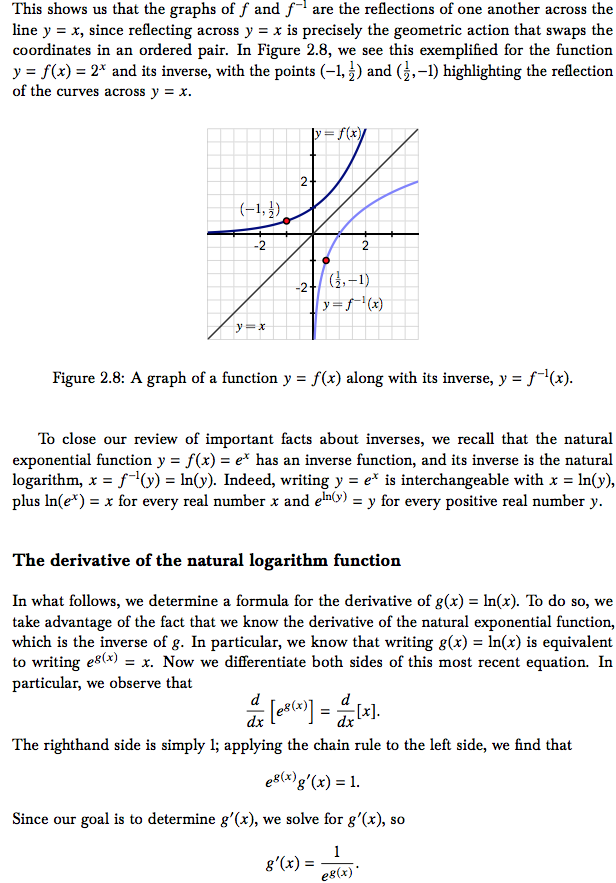 This shows us that the graphs of f and f⁻¹ are the reflections of one another across the
line y = x, since reflecting across y = x is precisely the geometric action that swaps the
coordinates in an ordered pair. In Figure 2.8, we see this exemplified for the function
y = f(x) = 2ˣ and its inverse, with the points (−1, ½) and (½, −1) highlighting the reflection
of the curves across y = x.
y = f(x)
2
(−1, ½)
-2
2
-2
(½, −1)
y = f⁻¹(x)
y = x
Figure 2.8: A graph of a function y = f(x) along with its inverse, y = f⁻¹(x).
To close our review of important facts about inverses, we recall that the natural
exponential function y = f(x) = eˣ has an inverse function, and its inverse is the natural
logarithm, x = f⁻¹(y) = ln(y). Indeed, writing y = eˣ is interchangeable with x = ln(y),
plus ln(eˣ) = x for every real number x and e^{ln(y)} = y for every positive real number y.
The derivative of the natural logarithm function
In what follows, we determine a formula for the derivative of g(x) = ln(x). To do so, we
take advantage of the fact that we know the derivative of the natural exponential function,
which is the inverse of g. In particular, we know that writing g(x) = ln(x) is equivalent
to writing e^{g(x)} = x. Now we differentiate both sides of this most recent equation. In
particular, we observe that
d/dx [e^{g(x)}] = d/dx [x].
The righthand side is simply 1; applying the chain rule to the left side, we find that
e^{g(x)}g′(x) = 1.
Since our goal is to determine g′(x), we solve for g′(x), so
g′(x) = 1/e^{g(x)}.